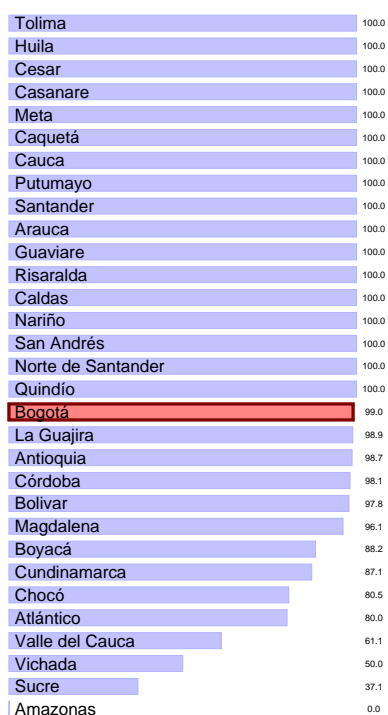 Tolima 100.0
Huila 100.0
Cesar 100.0
Casanare 100.0
Meta 100.0
Caquetá 100.0
Cauca 100.0
Putumayo 100.0
Santander 100.0
Arauca 100.0
Guaviare 100.0
Risaralda 100.0
Caldas 100.0
Nariño 100.0
San Andrés 100.0
Norte de Santander 100.0
Quindío 100.0
Bogotá 99.0
La Guajira 98.9
Antioquia 98.7
Córdoba 98.1
Bolivar 97.8
Magdalena 96.1
Boyacá 88.2
Cundinamarca 87.1
Chocó 80.5
Atlántico 80.0
Valle del Cauca 61.1
Vichada 50.0
Sucre 37.1
Amazonas 0.0